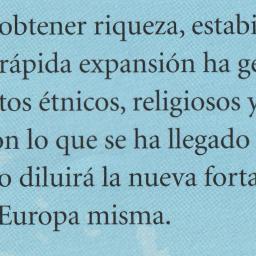 obtener riqueza, estabi
rápida expansión ha ge
tos étnicos, religiosos y
n lo que se ha llegado
o diluirá la nueva forta
Europa misma.